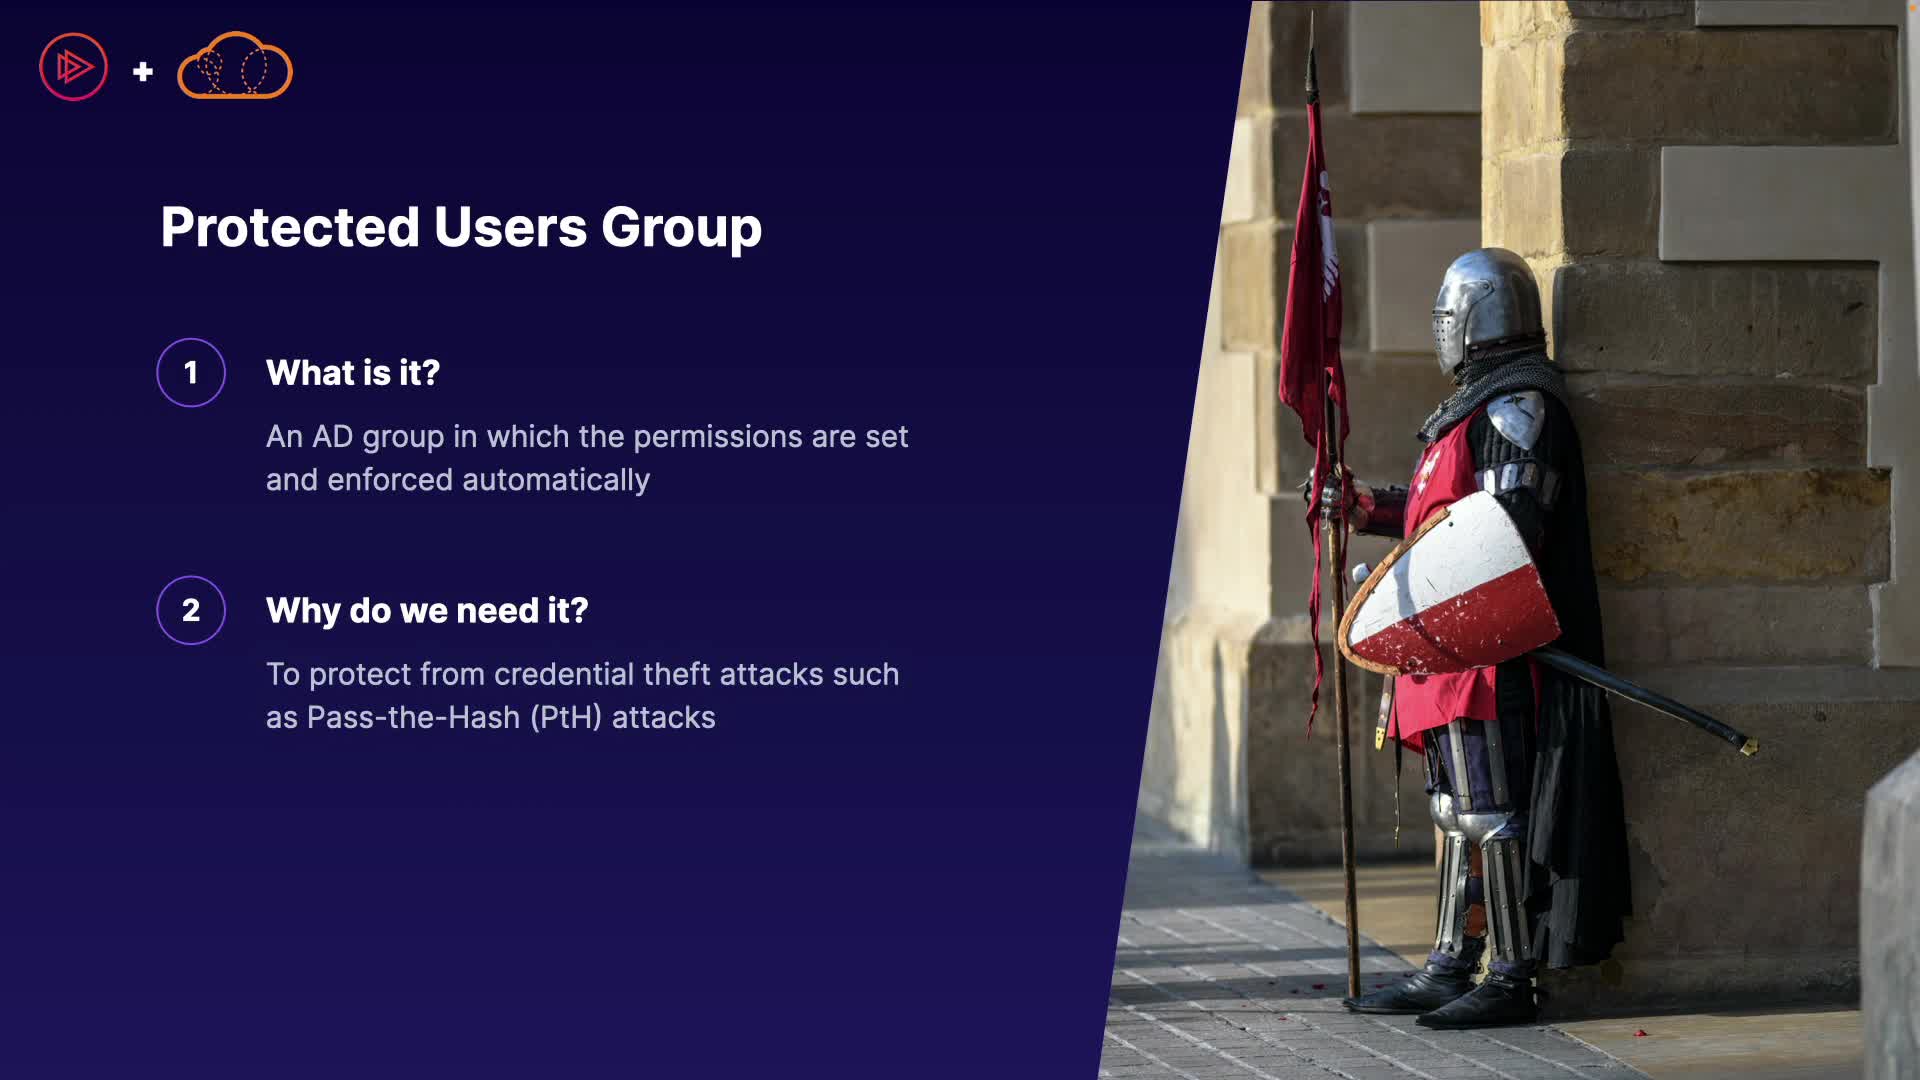 Protected Users Group
1
What is it?
An AD group in which the permissions are set
and enforced automatically
2
Why do we need it?
To protect from credential theft attacks such
as Pass-the-Hash (PtH) attacks